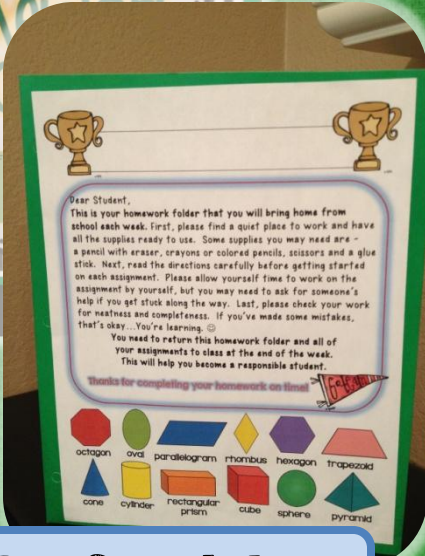 Dear Student,
This is your homework folder that you will bring home from
school each week. First, please find a quiet place to work and have
all the supplies ready to use. Some supplies you may need are -
a pencil with eraser, crayons or colored pencils, scissors and a glue
stick. Next, read the directions carefully before getting started
on each assignment. Please allow yourself time to work on the
assignment by yourself, but you may need to ask for someone's
help if you get stuck along the way. Last, please check your work
for neatness and completeness. If you've made some mistakes,
that's okay...You're learning. ☺
You need to return this homework folder and all of
your assignments to class at the end of the week.
This will help you become a responsible student.
Thanks for completing your homework on time!
octagon oval parallelogram rhombus hexagon trapezoid
cone cylinder rectangular prism cube sphere pyramid